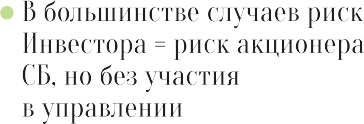 В большинстве случаев риск
Инвестора = риск акционера
СБ, но без участия
в управлении